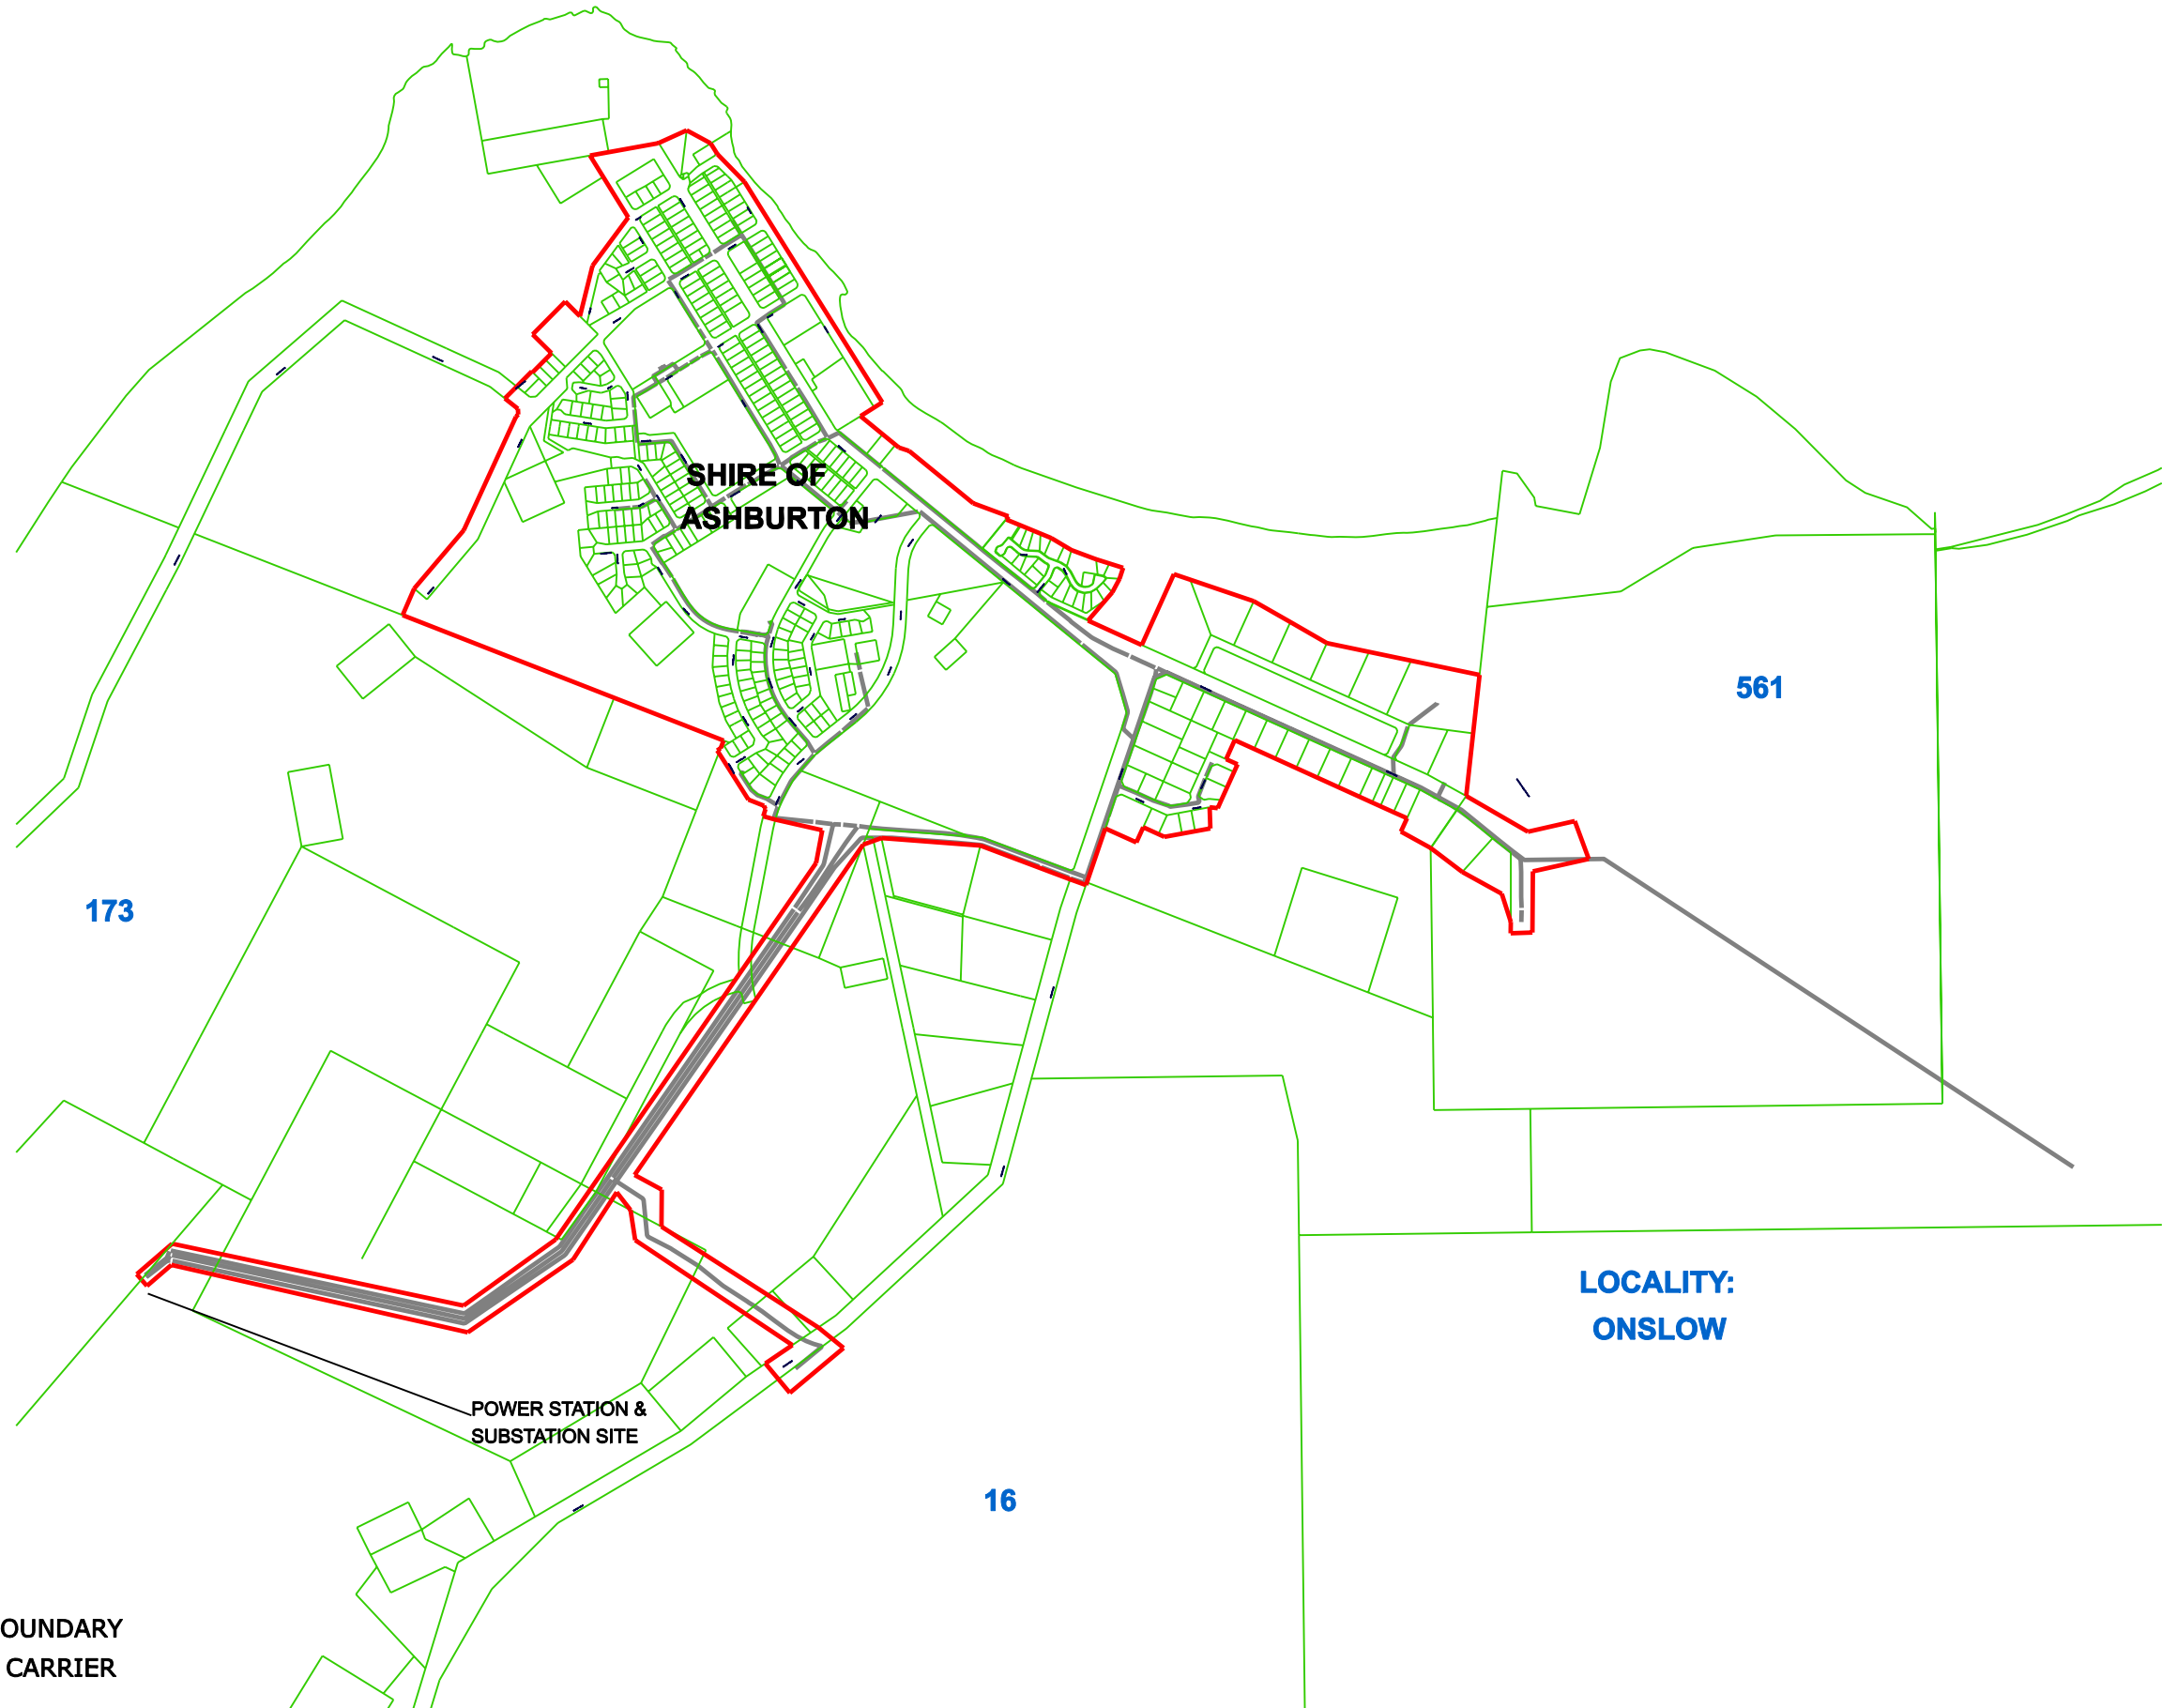 SHIRE OF
ASHBURTON
561
173
LOCALITY:
ONSLOW
POWER STATION &
SUBSTATION SITE
16
OUNDARY
CARRIER